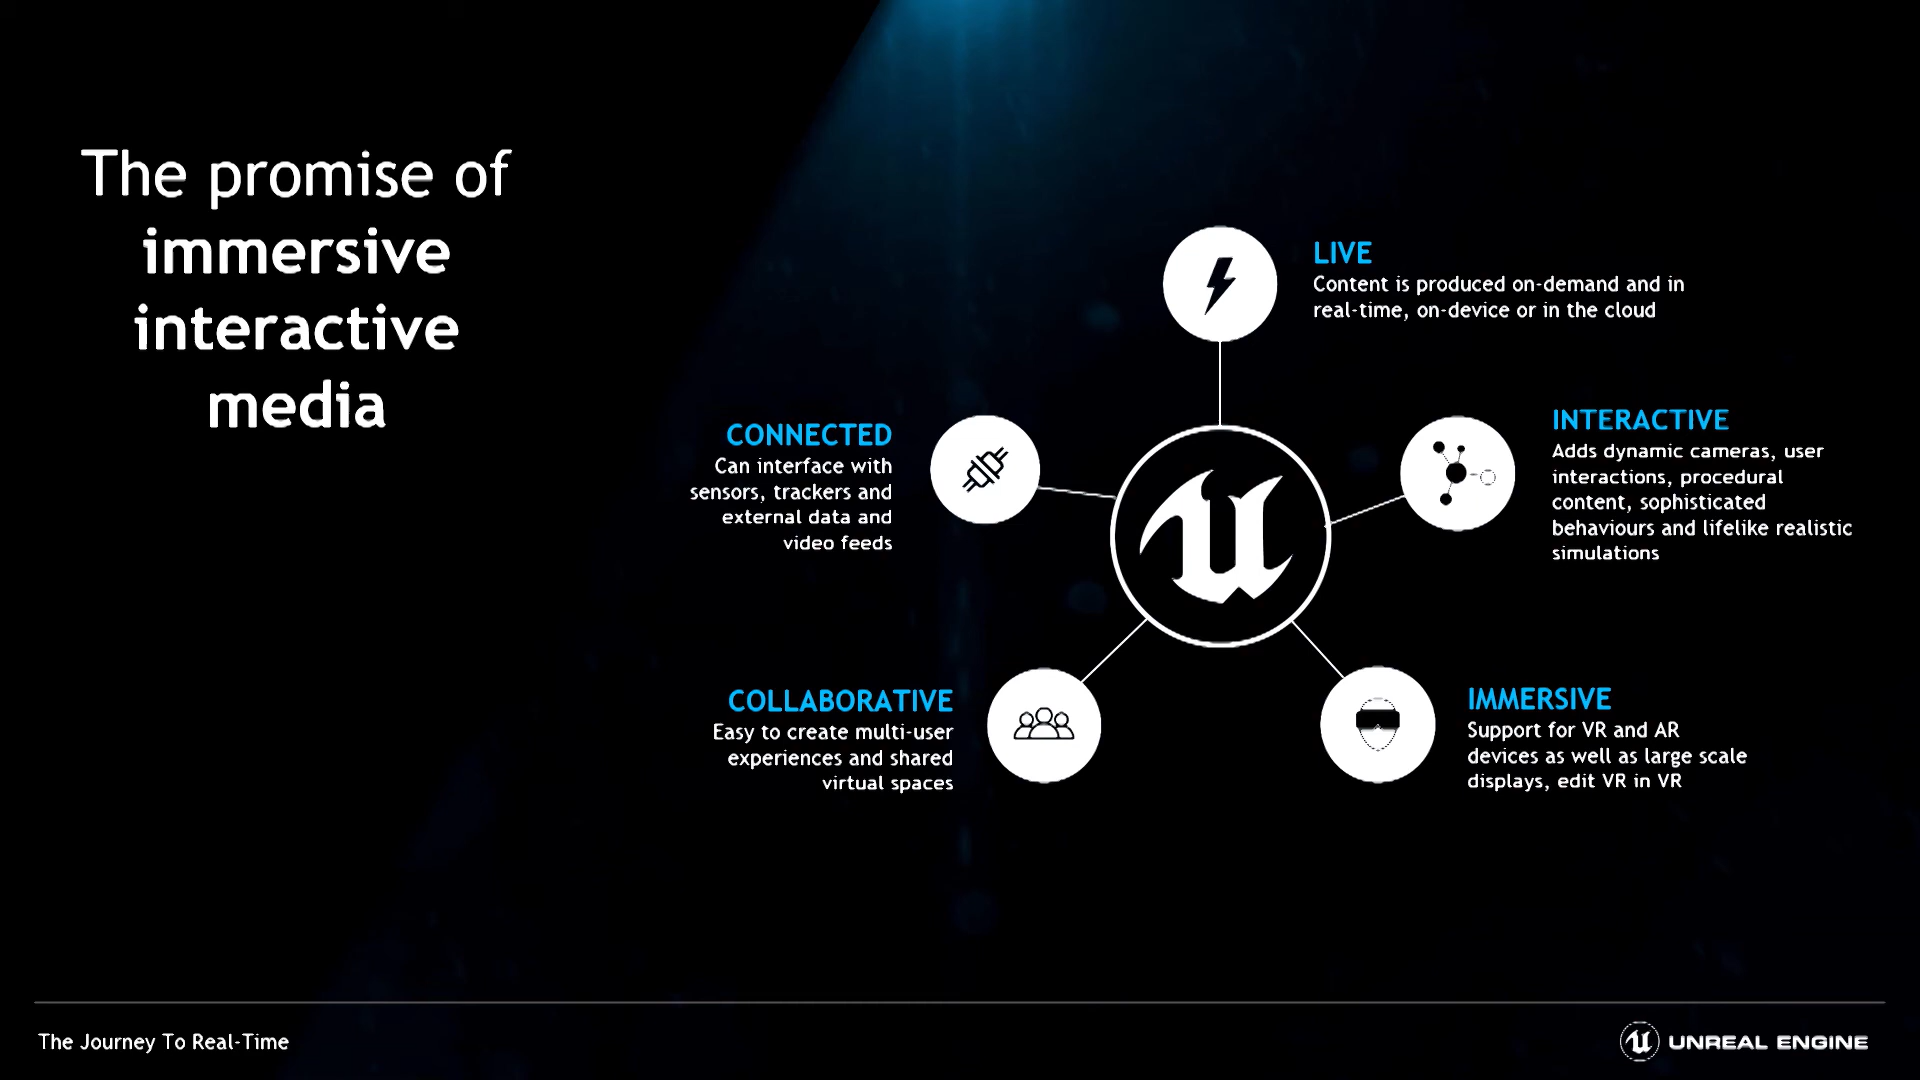 The promise of
immersive
interactive
media
LIVE
Content is produced on-demand and in
real-time, on-device or in the cloud
CONNECTED
Can interface with
sensors, trackers and
external data and
video feeds
INTERACTIVE
Adds dynamic cameras, user
interactions, procedural
content, sophisticated
behaviours and lifelike realistic
simulations
COLLABORATIVE
Easy to create multi-user
experiences and shared
virtual spaces
IMMERSIVE
Support for VR and AR
devices as well as large scale
displays, edit VR in VR
The Journey To Real-Time
UNREAL ENGINE